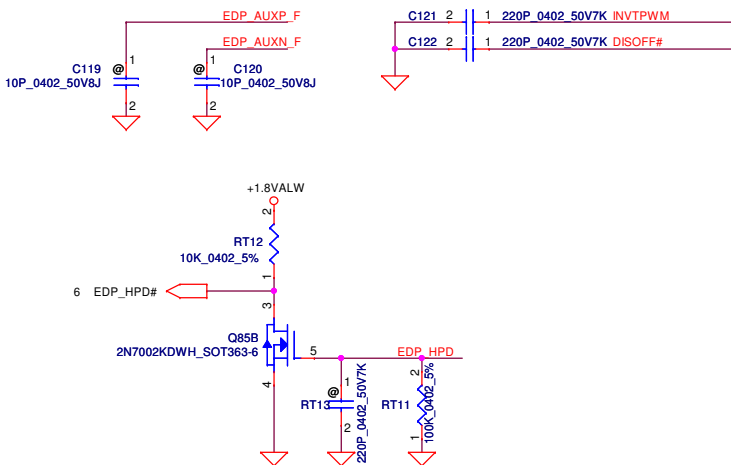 EDP_AUXP_F
EDP_AUXN_F
C119
@
1
10P_0402_50V8J
2
C120
@
1
10P_0402_50V8J
2
C121 2 1 220P_0402_50V7K INVTPWM
C122 2 1 220P_0402_50V7K DISOFF#
+1.8VALW
2
RT12
10K_0402_5%
1
6 EDP_HPD#
3
Q85B
2N7002KDWH_SOT363-6
5
EDP_HPD
4
1
@
RT13
2
220P_0402_50V7K
2
RT11
1
100K_0402_5%